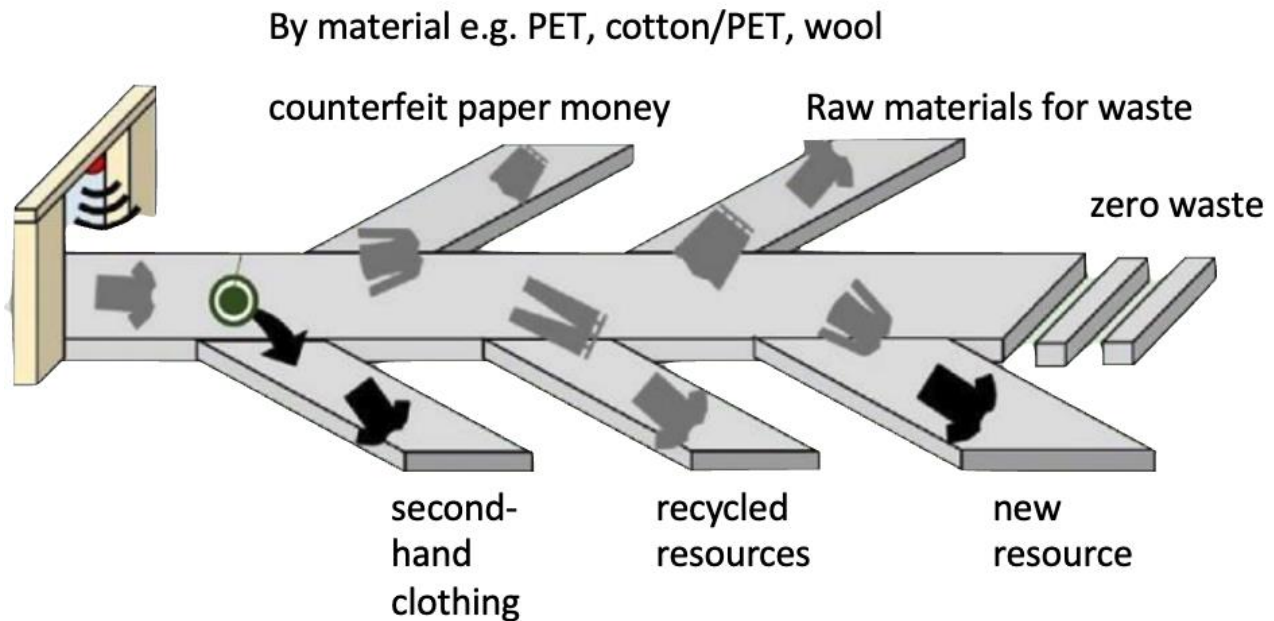 By material e.g. PET, cotton/PET, wool
counterfeit paper money
Raw materials for waste
zero waste
second-
hand
clothing
recycled
resources
new
resource